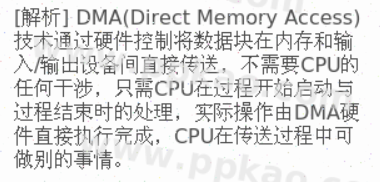 [解析] DMA(Direct Memory Access)
技术通过硬件控制将数据块在内存和输
入/输出设备间直接传送，不需要CPU的
任何干涉，只需CPU在过程开始启动与
过程结束时的处理，实际操作由DMA硬
件直接执行完成，CPU在传送过程中可
做别的事情。
www.ppkao.com